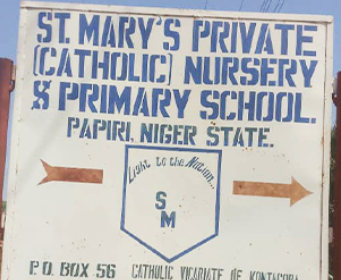 ST. MARY'S PRIVATE
(CATHOLIC) NURSERY
& PRIMARY SCHOOL.
PAPIRI, NIGER STATE.
Light to the Nation...
S
M
P.O. BOX 56 CATHOLIC VICARIATE OF KONTAGORA